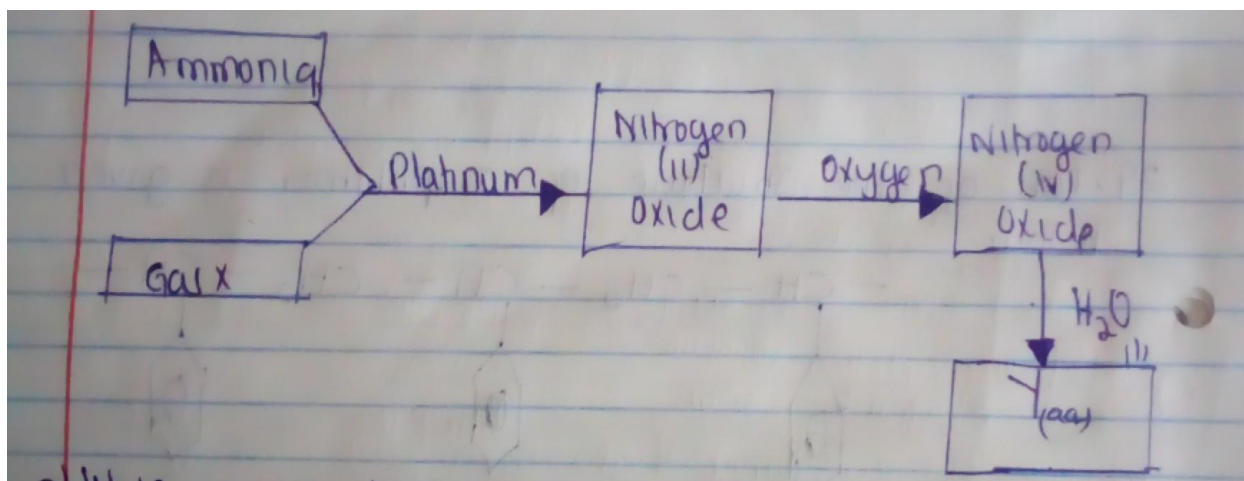 Ammonia
Platinum
Nitrogen
(II)
Oxide
Oxygen
Nitrogen
(IV)
Oxide
Gas X
H₂O
(l)
Y
(aq)